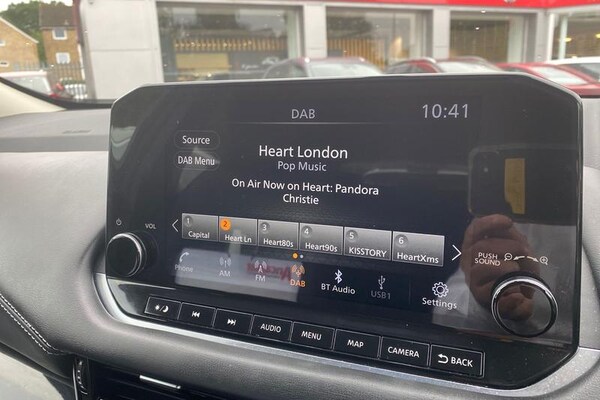 DAB
10:41
Source
DAB Menu
Heart London
Pop Music
On Air Now on Heart: Pandora
Christie
1 Capital
2 Heart Ln
3 Heart80s
4 Heart90s
5 KISSTORY
6 HeartXms
Phone
AM
FM
DAB
BT Audio
USB1
Settings
VOL
PUSH
SOUND
AUDIO
MENU
MAP
CAMERA
BACK